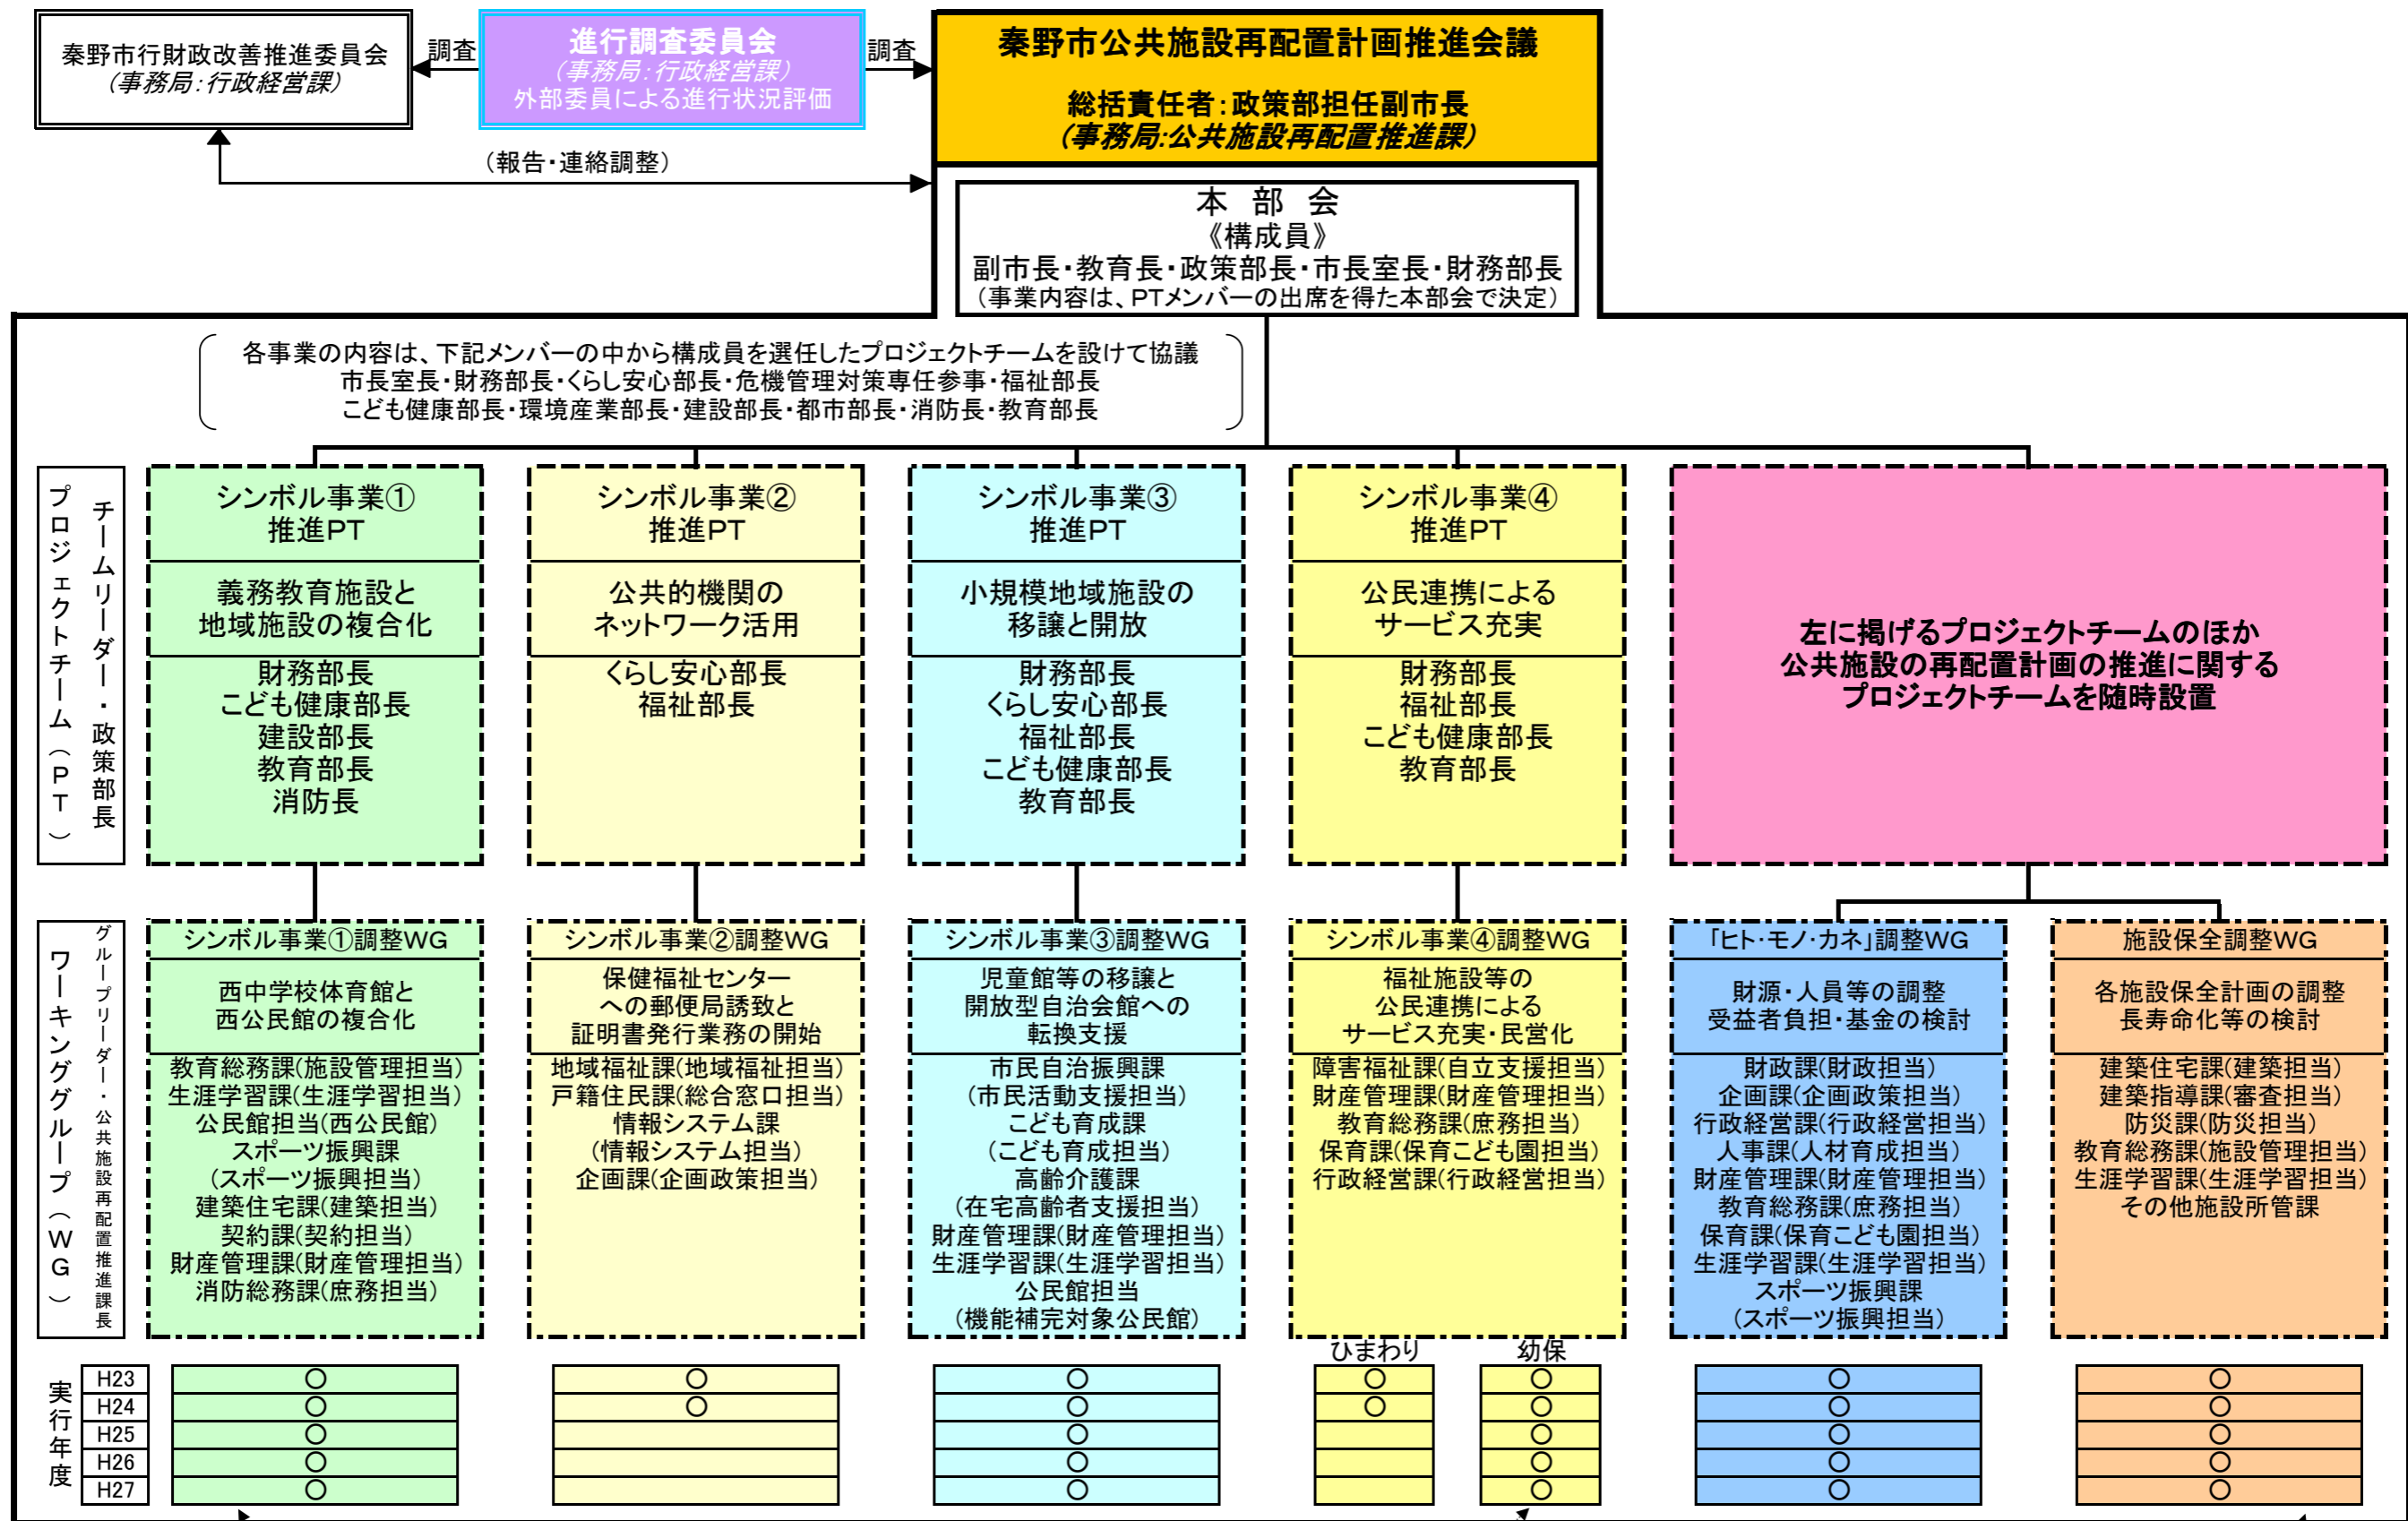 秦野市行財政改善推進委員会
(事務局:行政経営課)
調査
進行調査委員会
(事務局:行政経営課)
外部委員による進行状況評価
調査
秦野市公共施設再配置計画推進会議
総括責任者:政策部担任副市長
(事務局:公共施設再配置推進課)
(報告・連絡調整)
本 部 会
《構成員》
副市長・教育長・政策部長・市長室長・財務部長
(事業内容は、PTメンバーの出席を得た本部会で決定)
各事業の内容は、下記メンバーの中から構成員を選任したプロジェクトチームを設けて協議
市長室長・財務部長・くらし安心部長・危機管理対策専任参事・福祉部長
こども健康部長・環境産業部長・建設部長・都市部長・消防長・教育部長
プロジェクトチーム(PT)
チームリーダー・政策部長
シンボル事業①
推進PT
義務教育施設と
地域施設の複合化
財務部長
こども健康部長
建設部長
教育部長
消防長
シンボル事業②
推進PT
公共的機関の
ネットワーク活用
くらし安心部長
福祉部長
シンボル事業③
推進PT
小規模地域施設の
移譲と開放
財務部長
くらし安心部長
福祉部長
こども健康部長
教育部長
シンボル事業④
推進PT
公民連携による
サービス充実
財務部長
福祉部長
こども健康部長
教育部長
左に掲げるプロジェクトチームのほか
公共施設の再配置計画の推進に関する
プロジェクトチームを随時設置
ワーキンググループ(WG)
グループリーダー・公共施設再配置推進課長
シンボル事業①調整WG
西中学校体育館と
西公民館の複合化
教育総務課(施設管理担当)
生涯学習課(生涯学習担当)
公民館担当(西公民館)
スポーツ振興課
(スポーツ振興担当)
建築住宅課(建築担当)
契約課(契約担当)
財産管理課(財産管理担当)
消防総務課(庶務担当)
シンボル事業②調整WG
保健福祉センター
への郵便局誘致と
証明書発行業務の開始
地域福祉課(地域福祉担当)
戸籍住民課(総合窓口担当)
情報システム課
(情報システム担当)
企画課(企画政策担当)
シンボル事業③調整WG
児童館等の移譲と
開放型自治会館への
転換支援
市民自治振興課
(市民活動支援担当)
こども育成課
(こども育成担当)
高齢介護課
(在宅高齢者支援担当)
財産管理課(財産管理担当)
生涯学習課(生涯学習担当)
公民館担当
(機能補完対象公民館)
シンボル事業④調整WG
福祉施設等の
公民連携による
サービス充実・民営化
障害福祉課(自立支援担当)
財産管理課(財産管理担当)
教育総務課(庶務担当)
保育課(保育こども園担当)
行政経営課(行政経営担当)
「ヒト・モノ・カネ」調整WG
財源・人員等の調整
受益者負担・基金の検討
財政課(財政担当)
企画課(企画政策担当)
行政経営課(行政経営担当)
人事課(人材育成担当)
財産管理課(財産管理担当)
教育総務課(庶務担当)
保育課(保育こども園担当)
生涯学習課(生涯学習担当)
スポーツ振興課
(スポーツ振興担当)
施設保全調整WG
各施設保全計画の調整
長寿命化等の検討
建築住宅課(建築担当)
建築指導課(審査担当)
防災課(防災担当)
教育総務課(施設管理担当)
生涯学習課(生涯学習担当)
その他施設所管課
実行年度
ひまわり 幼保
H23 ○ ○ ○ ○ ○ ○ ○
H24 ○ ○ ○ ○ ○ ○ ○
H25 ○ ○ ○ ○ ○
H26 ○ ○ ○ ○ ○
H27 ○ ○ ○ ○ ○